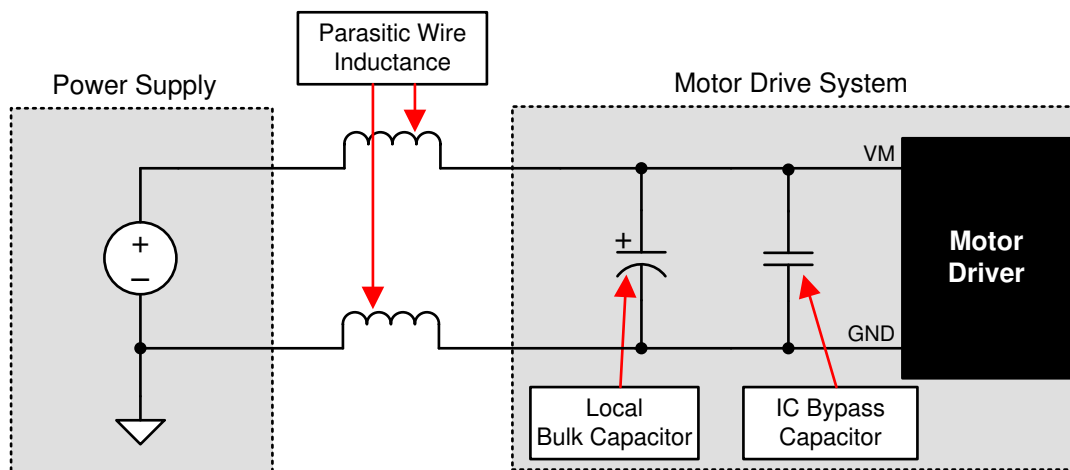 Parasitic Wire
Inductance
Power Supply
Motor Drive System
VM
+
+
Motor
Driver
–
GND
Local
Bulk Capacitor
IC Bypass
Capacitor